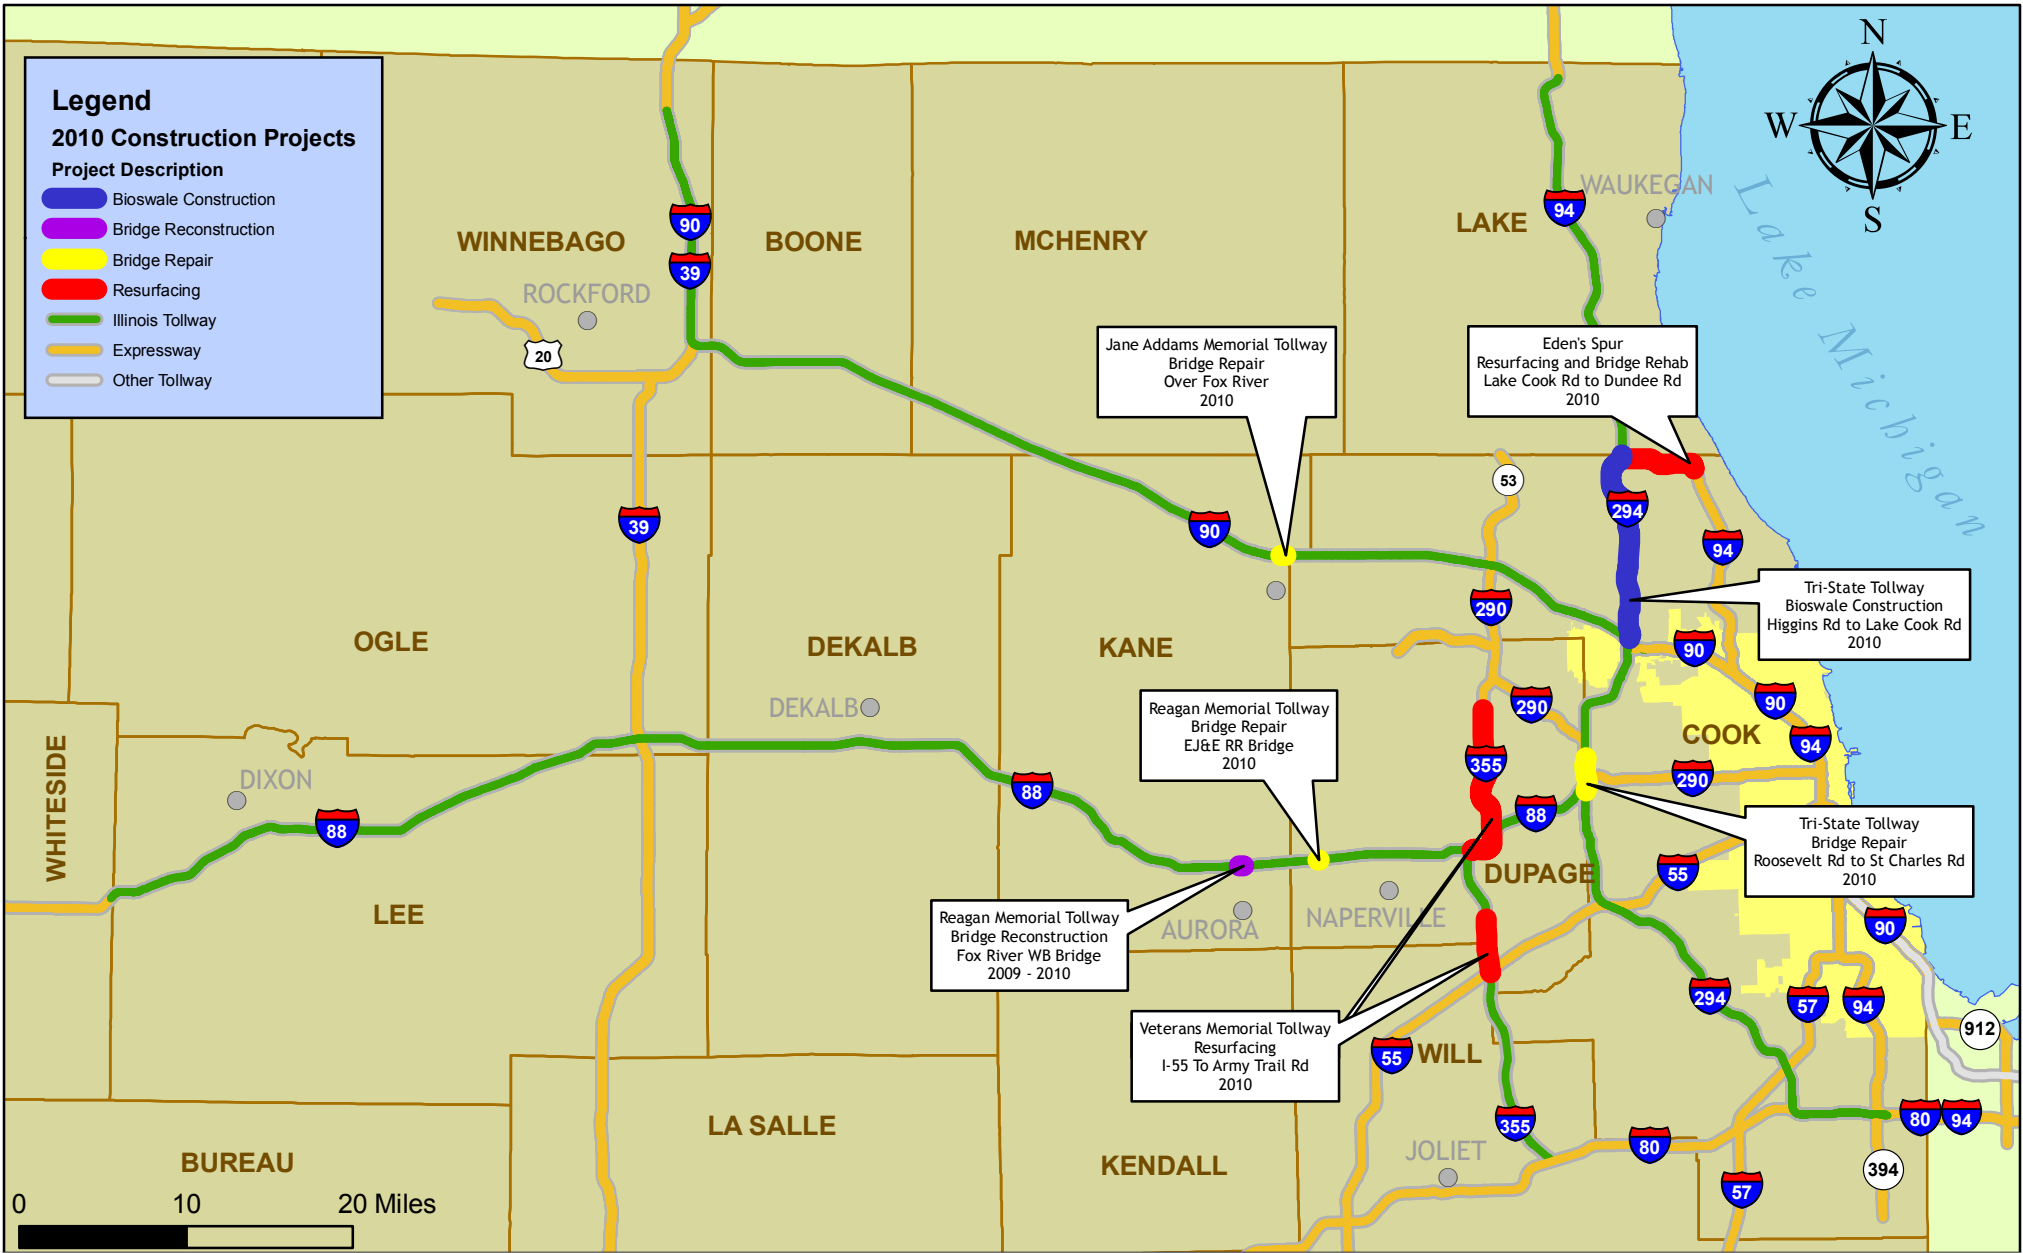 Legend
2010 Construction Projects
Project Description
Bioswale Construction
Bridge Reconstruction
Bridge Repair
Resurfacing
Illinois Tollway
Expressway
Other Tollway
N
W
E
S
Lake Michigan
WAUKEGAN
LAKE
MCHENRY
BOONE
WINNEBAGO
ROCKFORD
90
39
20
94
Jane Addams Memorial Tollway
Bridge Repair
Over Fox River
2010
Eden's Spur
Resurfacing and Bridge Rehab
Lake Cook Rd to Dundee Rd
2010
53
294
39
90
94
290
Tri-State Tollway
Bioswale Construction
Higgins Rd to Lake Cook Rd
2010
OGLE
DEKALB
KANE
90
DEKALB
290
90
COOK
94
Reagan Memorial Tollway
Bridge Repair
EJ&E RR Bridge
2010
WHITESIDE
DIXON
88
88
355
290
88
Tri-State Tollway
Bridge Repair
Roosevelt Rd to St Charles Rd
2010
55
DUPAGE
LEE
Reagan Memorial Tollway
Bridge Reconstruction
Fox River WB Bridge
2009 - 2010
AURORA
NAPERVILLE
90
294
57
94
912
Veterans Memorial Tollway
Resurfacing
I-55 To Army Trail Rd
2010
55
WILL
355
80
94
LA SALLE
BUREAU
KENDALL
JOLIET
80
394
57
0 10 20 Miles